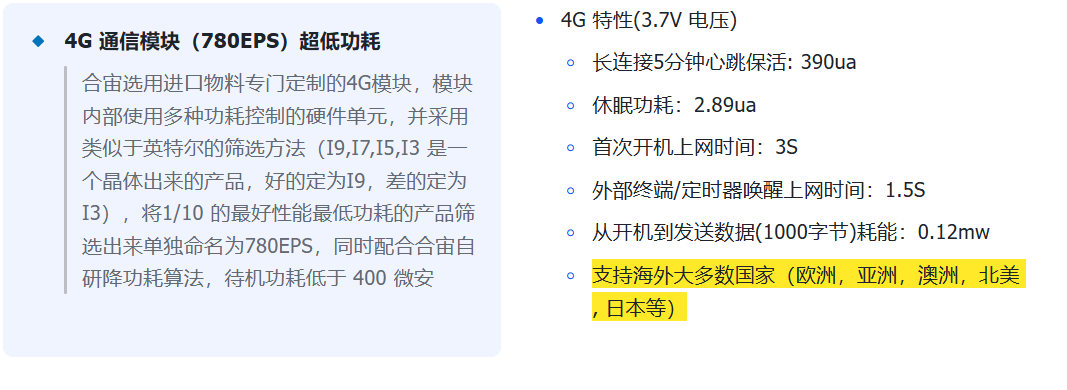 4G 通信模块（780EPS）超低功耗
合宙选用进口物料专门定制的4G模块，模块
内部使用多种功耗控制的硬件单元，并采用
类似于英特尔的筛选方法（I9,I7,I5,I3 是一
个晶体出来的产品，好的定为I9，差的定为
I3），将1/10 的最好性能最低功耗的产品筛
选出来单独命名为780EPS，同时配合合宙自
研降功耗算法，待机功耗低于 400 微安
4G 特性(3.7V 电压)
长连接5分钟心跳保活: 390ua
休眠功耗：2.89ua
首次开机上网时间：3S
外部终端/定时器唤醒上网时间：1.5S
从开机到发送数据(1000字节)耗能：0.12mw
支持海外大多数国家（欧洲，亚洲，澳洲，北美
, 日本等）